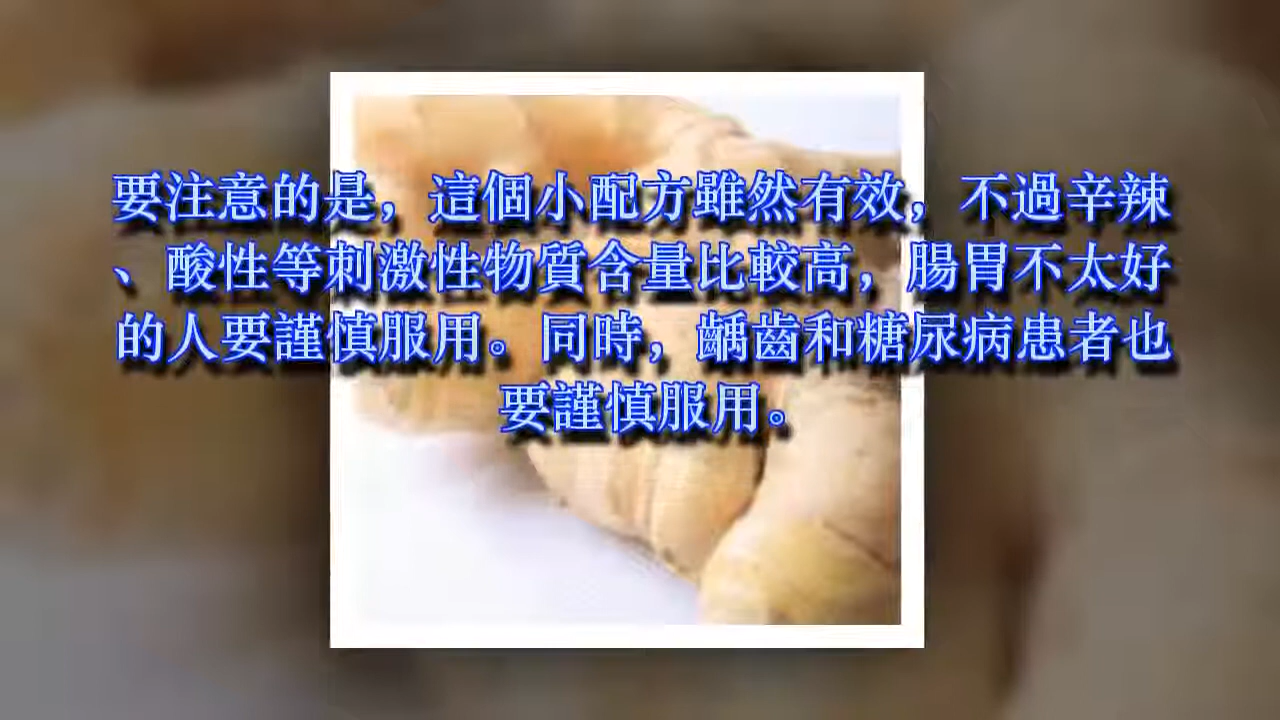 要注意的是，這個小配方雖然有效，不過辛辣
、酸性等刺激性物質含量比較高，腸胃不太好
的人要謹慎服用。同時，齲齒和糖尿病患者也
要謹慎服用。